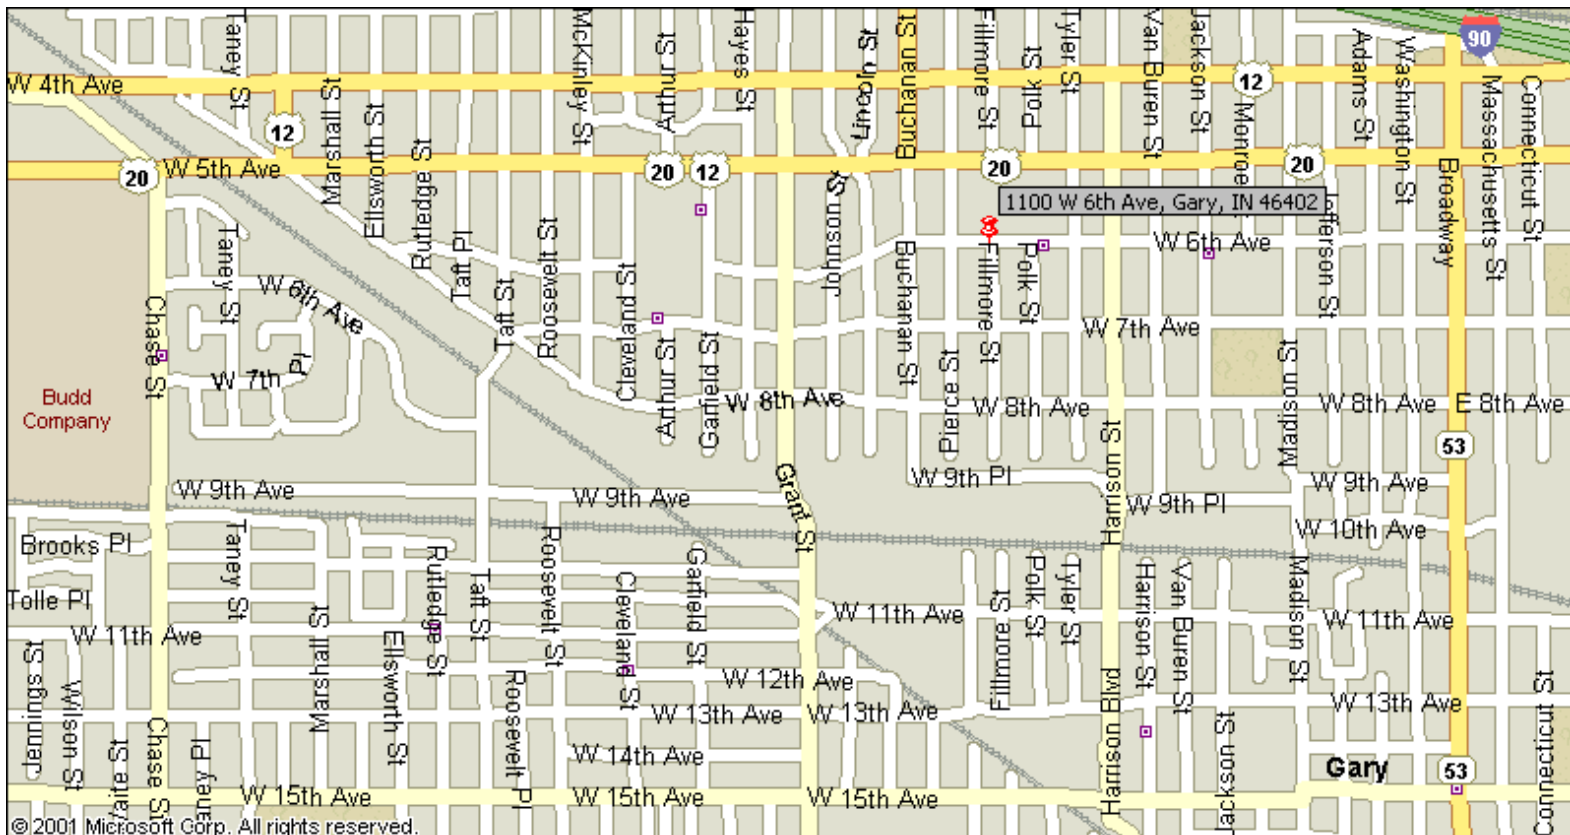 Taney St
McKinley St
Arthur St
Hayes St
Lincoln St
Buchanan St
Fillmore St
Polk St
Tyler St
Van Buren St
Jackson St
Monroe
Adams St
Washington St
90
Massachusetts St
Connecticut St
W 4th Ave
12
12
Marshall St
Ellsworth St
Rutledge St
20
W 5th Ave
20
12
20
20
Broadway
1100 W 6th Ave, Gary, IN 46402
Jefferson St
Taney St
Taft Pl
Roosevelt St
Johnson St
Buchanan St
Fillmore St
Polk St
W 6th Ave
W 6th Ave
Chase St
Taft St
Cleveland St
Arthur St
Garfield St
W 7th Ave
W 7th Pl
Budd
Company
Pierce St
Madison St
W 8th Ave
W 8th Ave
W 8th Ave
E 8th Ave
Harrison St
53
W 9th Ave
W 9th Ave
Grant St
W 9th Pl
W 9th Pl
W 9th Ave
W 10th Ave
Brooks Pl
Taney St
Rutledge St
Taft St
Roosevelt St
Cleveland St
Garfield St
Fillmore St
Polk St
Tyler St
Harrison St
Van Buren St
Madison St
Tolle Pl
W 11th Ave
W 11th Ave
W 11th Ave
Jennings St
Wilson St
Marshall St
Ellsworth St
Roosevelt Pl
W 12th Ave
W 13th Ave
W 13th Ave
W 13th Ave
Harrison Blvd
Jackson St
Connecticut St
Chase St
W 14th Ave
Gary
53
W 15th Ave
W 15th Ave
W 15th Ave
© 2001 Microsoft Corp. All rights reserved.